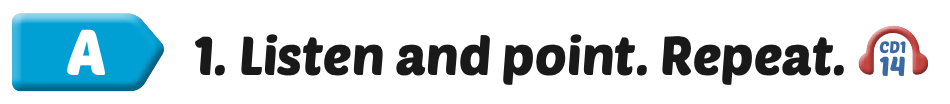 A 1. Listen and point. Repeat. CD1
14